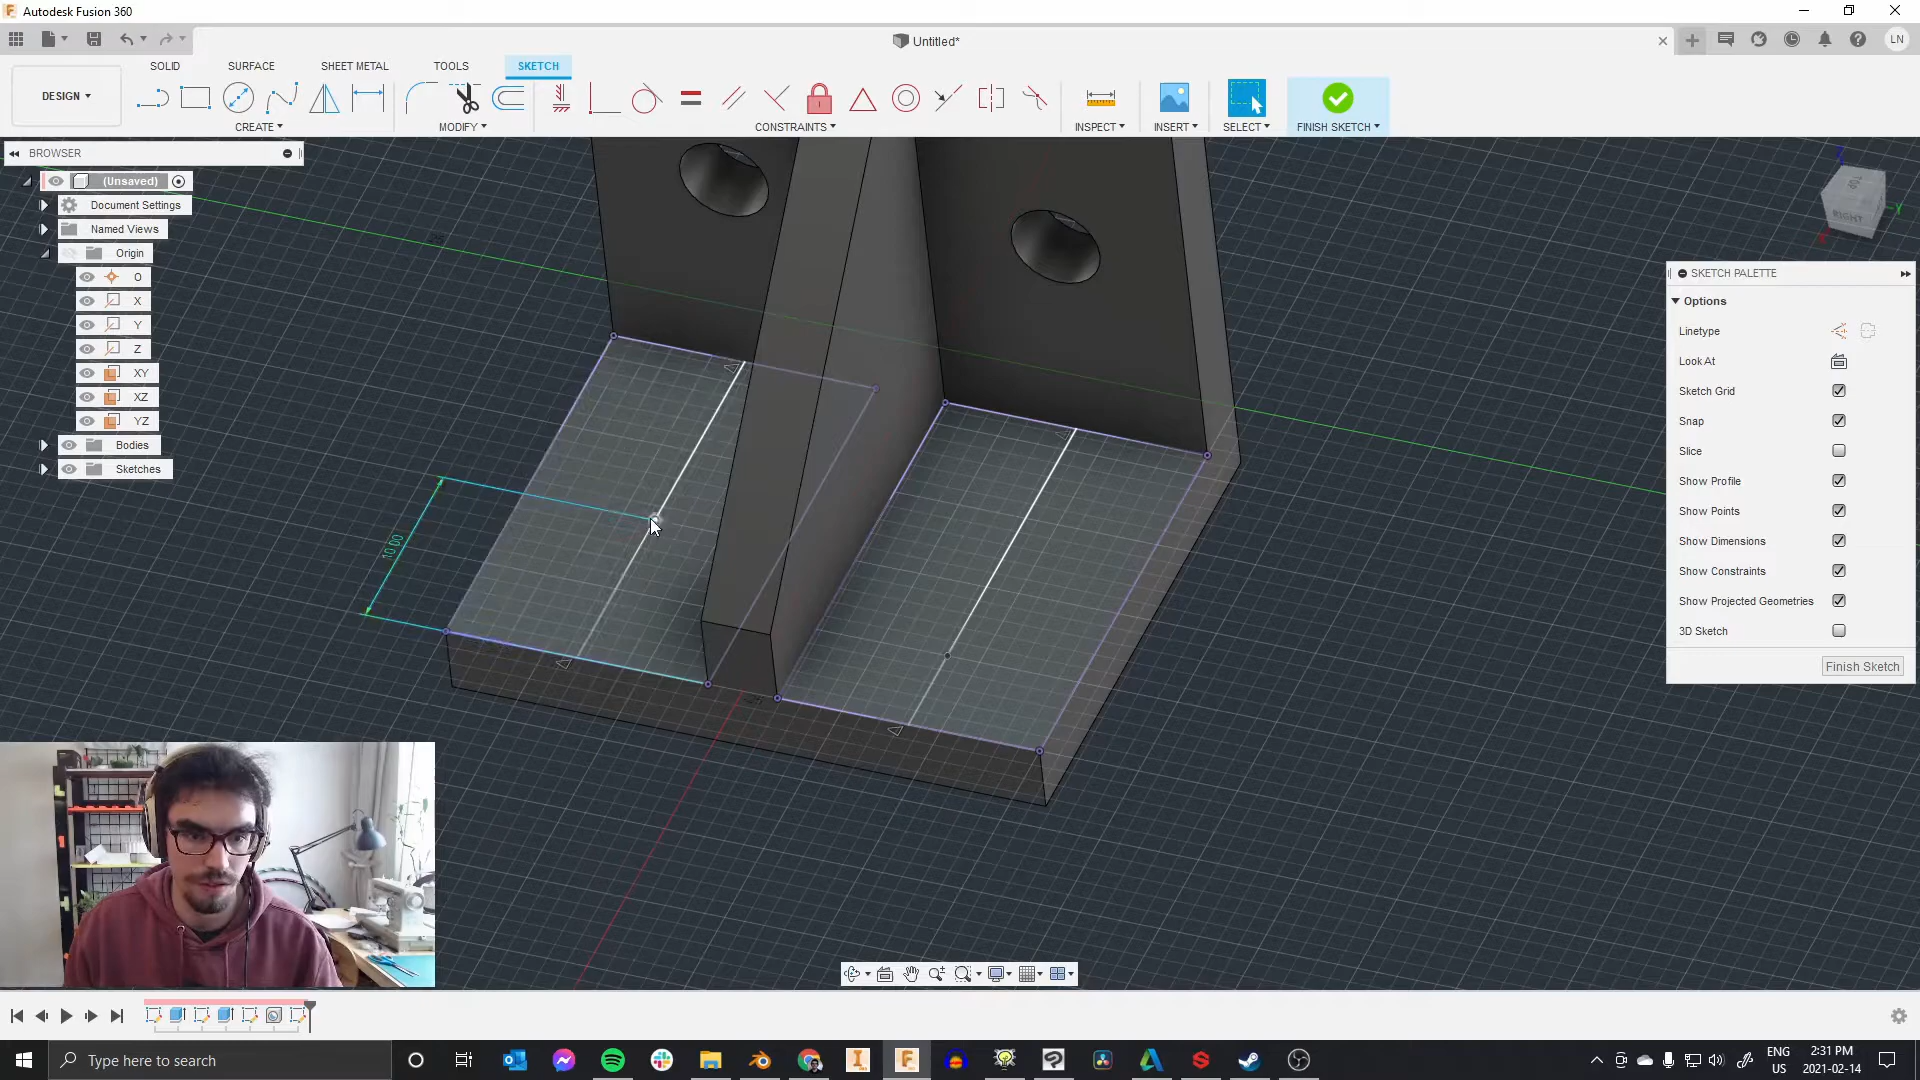 Autodesk Fusion 360
Untitled*
LN
DESIGN
SOLID
SURFACE
SHEET METAL
TOOLS
SKETCH
CREATE
MODIFY
CONSTRAINTS
INSPECT
INSERT
SELECT
FINISH SKETCH
BROWSER
(Unsaved)
Document Settings
Named Views
Origin
O
X
Y
Z
XY
XZ
YZ
Bodies
Sketches
10.00
Z
TOP
RIGHT
Y
X
SKETCH PALETTE
Options
Linetype
Look At
Sketch Grid
Snap
Slice
Show Profile
Show Points
Show Dimensions
Show Constraints
Show Projected Geometries
3D Sketch
Finish Sketch
Type here to search
ENG
US
2:31 PM
2021-02-14